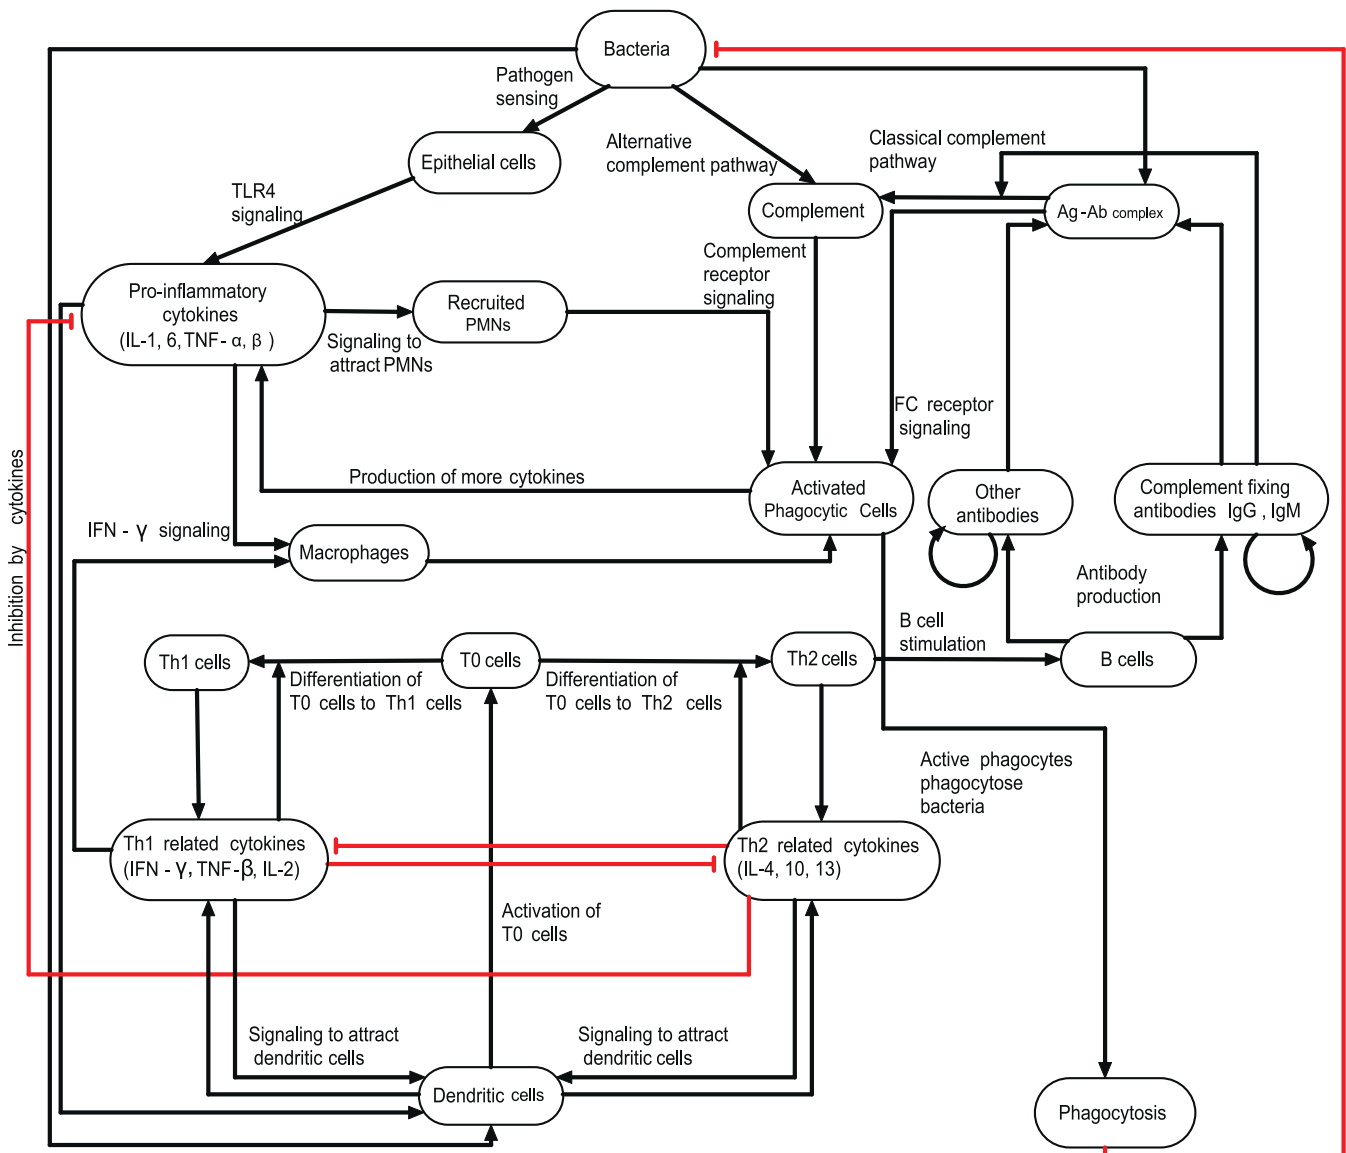 Bacteria
Pathogen
sensing
Alternative
complement pathway
Classical complement
pathway
Epithelial cells
TLR4
signaling
Complement
Ag-Ab complex
Complement
receptor
signaling
Pro-inflammatory
cytokines
(IL-1, 6, TNF- α, β )
Recruited
PMNs
Signaling to
attract PMNs
FC receptor
signaling
Production of more cytokines
Activated
Phagocytic Cells
Other
antibodies
Complement fixing
antibodies IgG , IgM
Inhibition by cytokines
IFN - γ signaling
Macrophages
Antibody
production
B cell
stimulation
Th1 cells
T0 cells
Th2 cells
B cells
Differentiation of
T0 cells to Th1 cells
Differentiation of
T0 cells to Th2 cells
Active phagocytes
phagocytose
bacteria
Th1 related cytokines
(IFN - γ, TNF-β, IL-2)
Th2 related cytokines
(IL-4, 10, 13)
Activation of
T0 cells
Signaling to attract
dendritic cells
Signaling to attract
dendritic cells
Dendritic cells
Phagocytosis